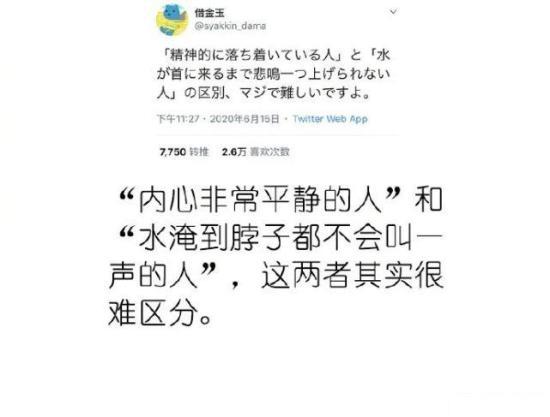 借金玉
@syakkin_dama
「精神的に落ち着いている人」と「水
が首に来るまで悲鳴一つ上げられない
人」の区別、マジで難しいですよ。
下午11:27・2020年6月15日・Twitter Web App
7,750 转推 2.6万 喜欢次数
“内心非常平静的人”和
“水淹到脖子都不会叫一
声的人”，这两者其实很
难区分。